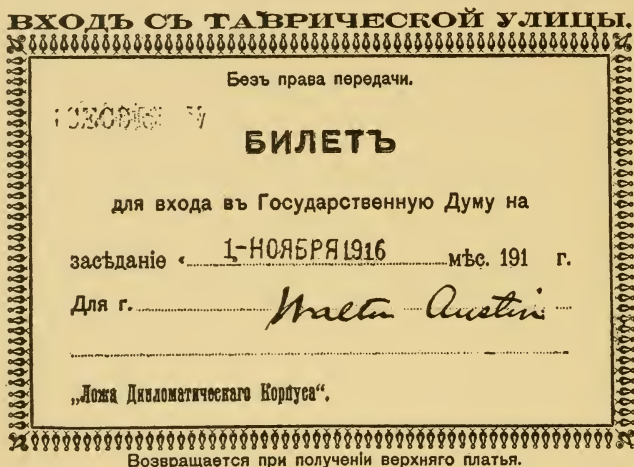 ВХОДЪ СЪ ТАВРИЧЕСКОЙ УЛИЦЫ.
Безъ права передачи.
БИЛЕТЪ
для входа въ Государственную Думу на
засѣданіе « 1-НОЯБРЯ 1916 мѣс. 191 г.
Для г. Walter Austin
„Ложа Дипломатическаго Корпуса“.
Возвращается при полученіи верхняго платья.